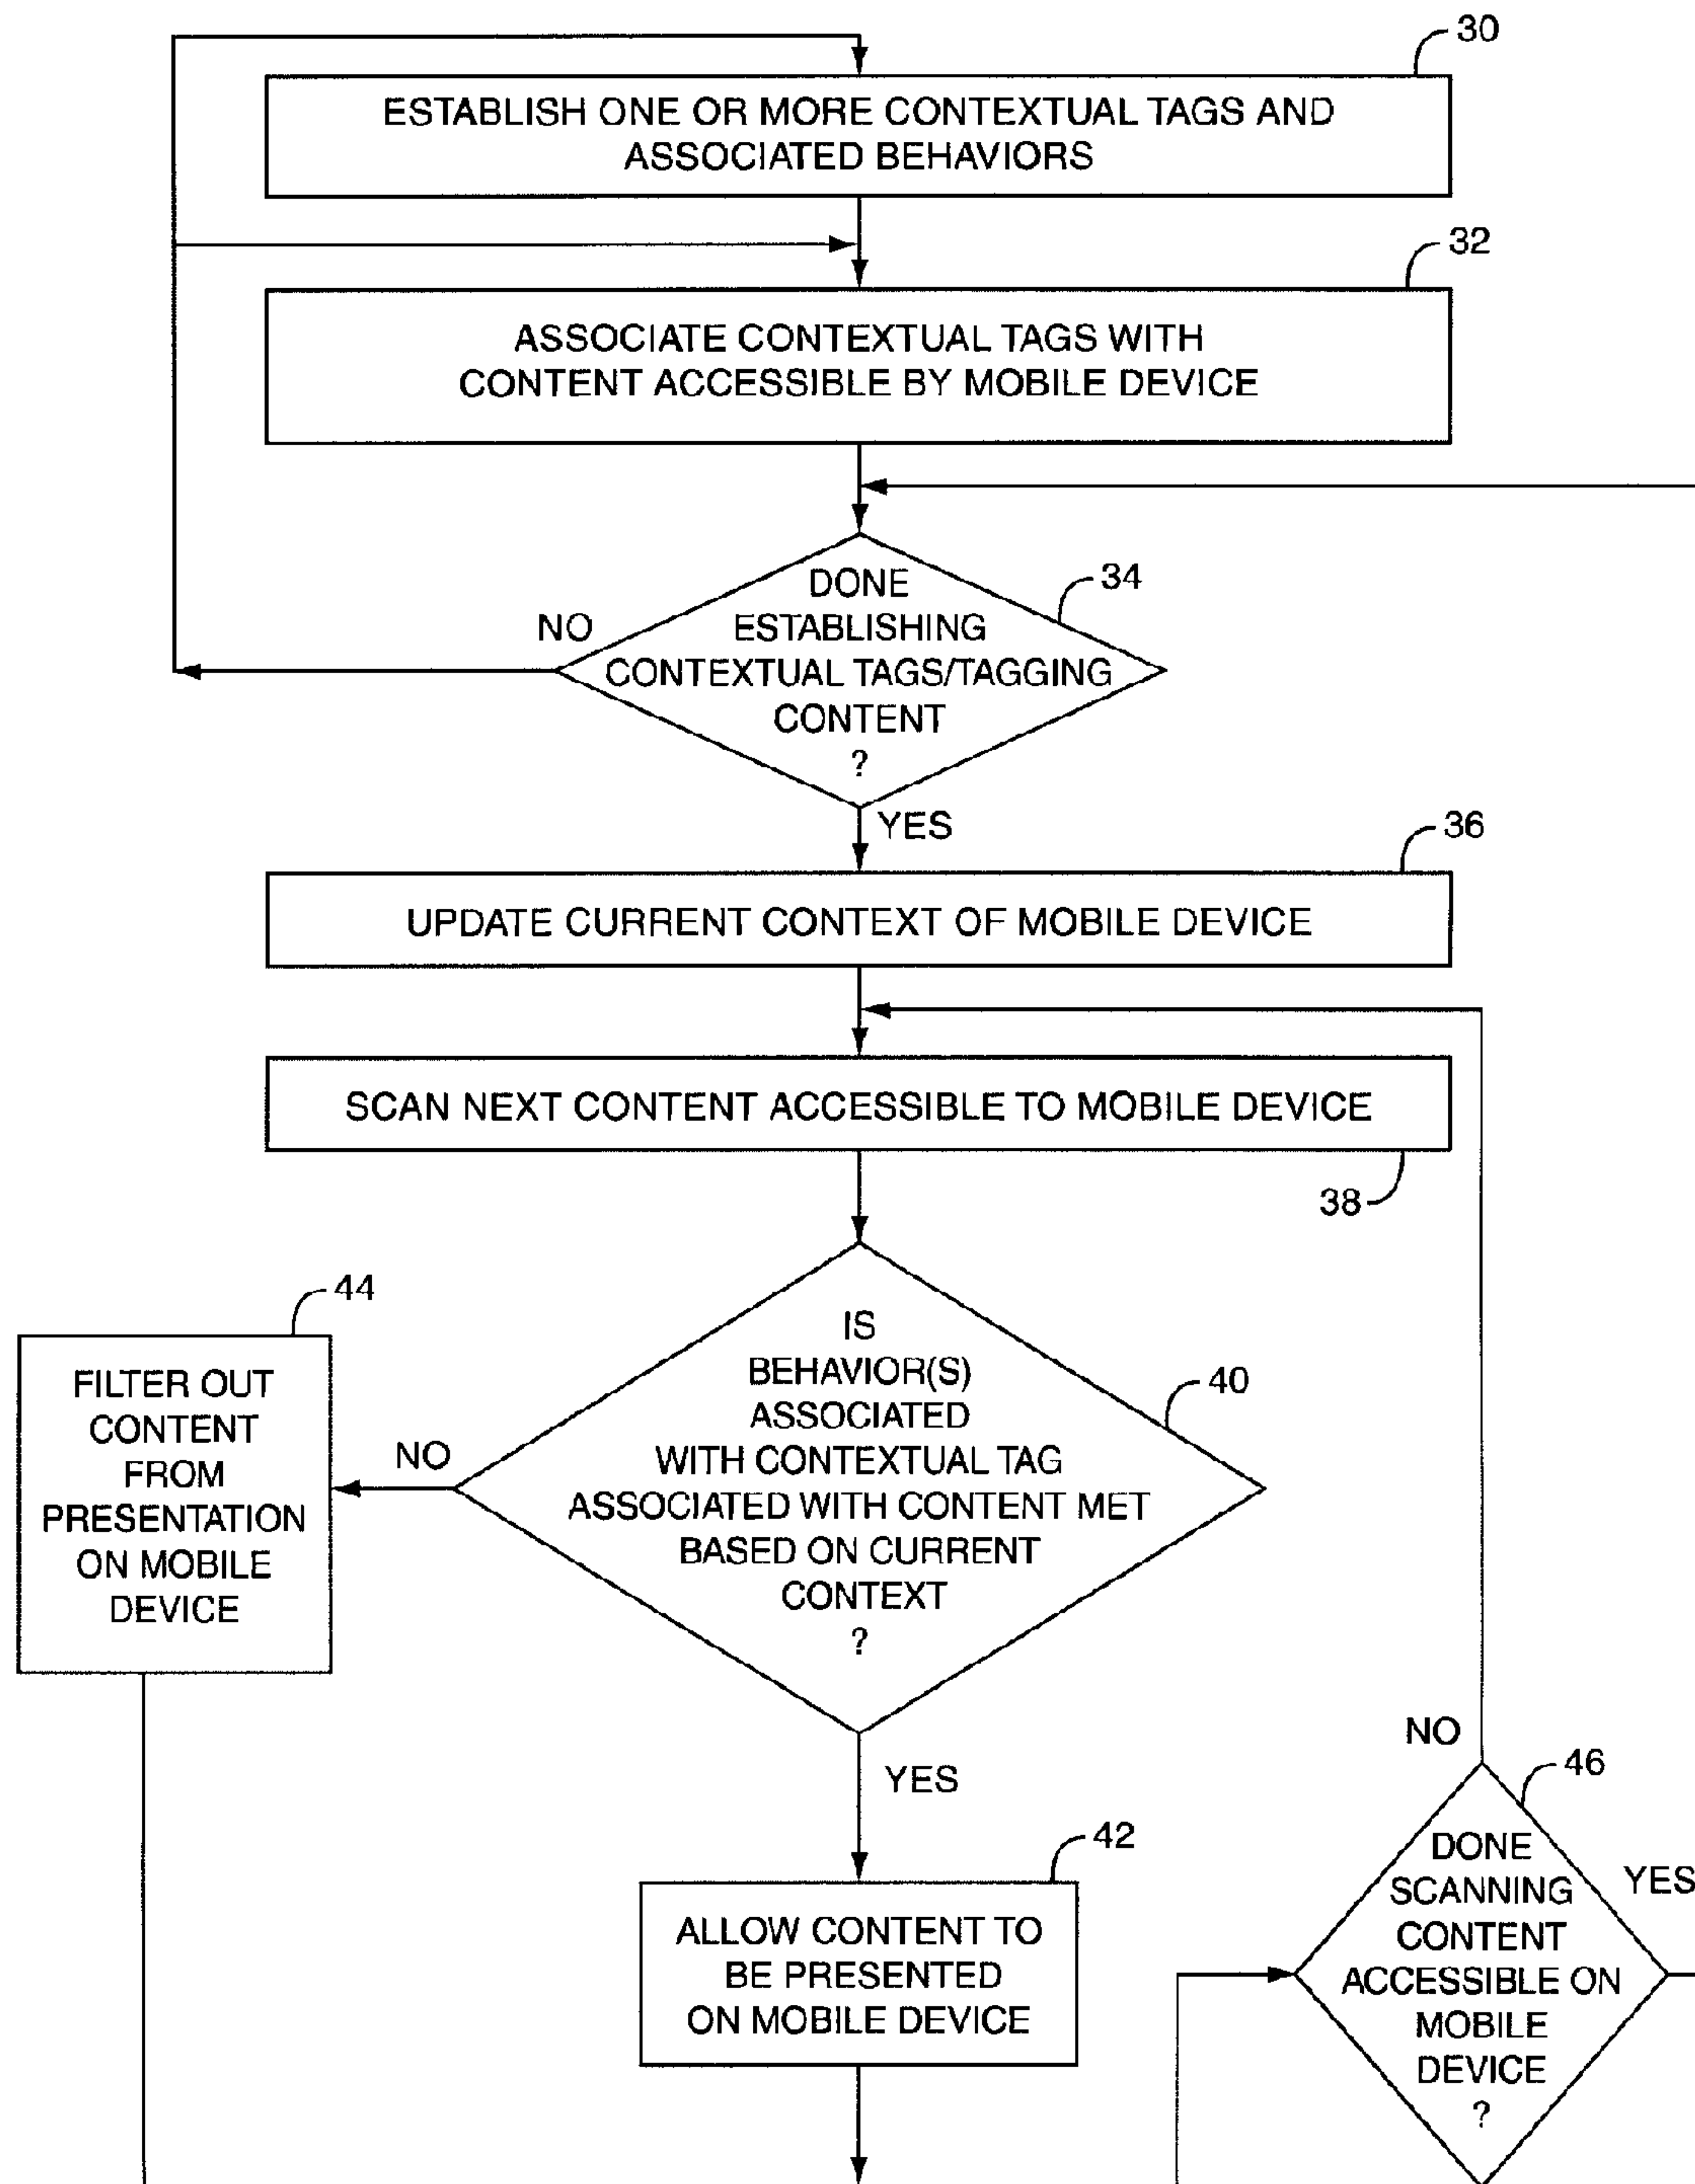 30
ESTABLISH ONE OR MORE CONTEXTUAL TAGS AND
ASSOCIATED BEHAVIORS
32
ASSOCIATE CONTEXTUAL TAGS WITH
CONTENT ACCESSIBLE BY MOBILE DEVICE
34
DONE
ESTABLISHING
CONTEXTUAL TAGS/TAGGING
CONTENT
?
NO
YES
36
UPDATE CURRENT CONTEXT OF MOBILE DEVICE
SCAN NEXT CONTENT ACCESSIBLE TO MOBILE DEVICE
38
44
FILTER OUT
CONTENT
FROM
PRESENTATION
ON MOBILE
DEVICE
NO
40
IS
BEHAVIOR(S)
ASSOCIATED
WITH CONTEXTUAL TAG
ASSOCIATED WITH CONTENT MET
BASED ON CURRENT
CONTEXT
?
YES
42
ALLOW CONTENT TO
BE PRESENTED
ON MOBILE DEVICE
NO
46
DONE
SCANNING
CONTENT
ACCESSIBLE ON
MOBILE
DEVICE
?
YES